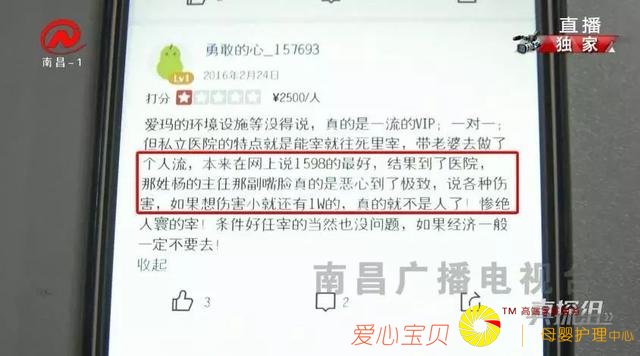 直播
独家
南昌-1
勇敢的心_157693
Lv1
2016年2月24日
打分 ¥2500/人
爱玛的环境设施等没得说，真的是一流的VIP；一对一；
但私立医院的特点就是能宰就往死里宰，带老婆去做了
个人流，本来在网上说1598的最好，结果到了医院，
那姓杨的主任那副嘴脸真的是恶心到了极致，说各种伤
害，如果想伤害小就还有1W的，真的就不是人了！惨绝
人寰的宰！条件好任宰的当然也没问题，如果经济一般
一定不要去！
收起
南昌广播电视台
3
2
真探组
爱心宝贝
TM
母婴护理中心